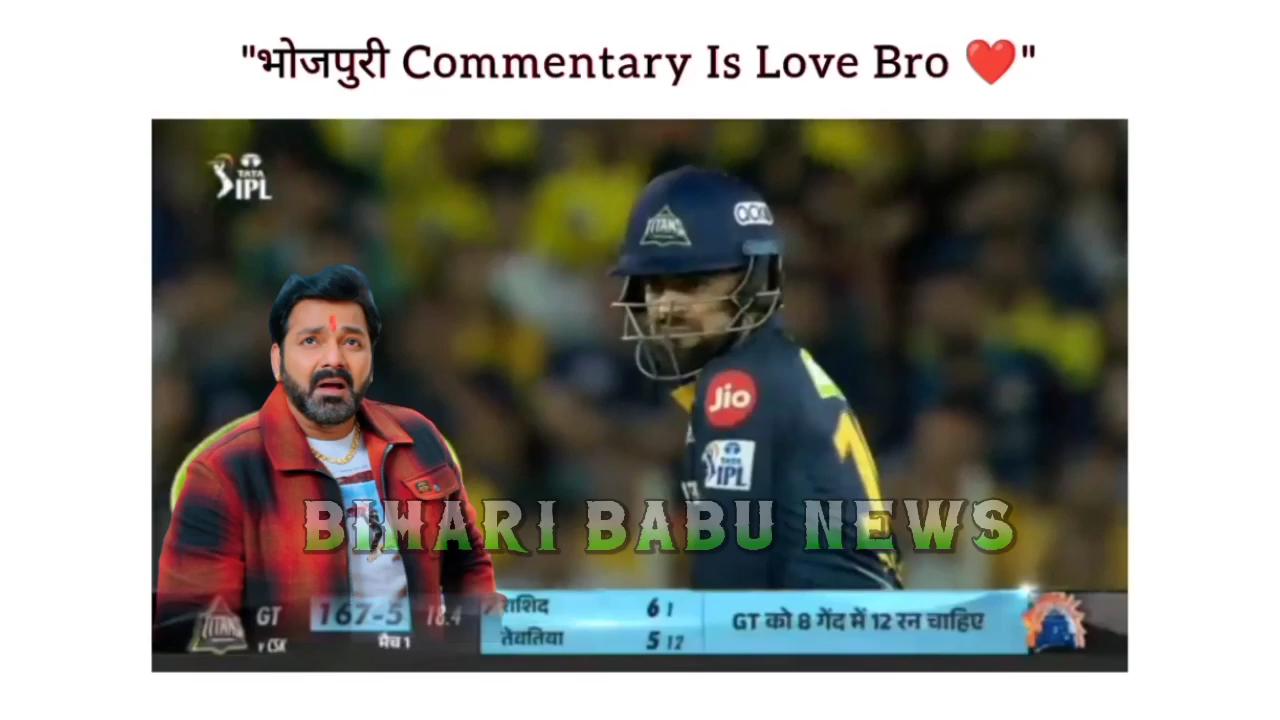 "भोजपुरी Commentary Is Love Bro ❤️"
TATA
IPL
TITANS
Jio
TATA
IPL
BIHARI BABU NEWS
TITANS
GT 167-5 18.4
v CSK मैच 1
राशिद 6 1
तेवतिया 5 12
GT को 8 गेंद में 12 रन चाहिए